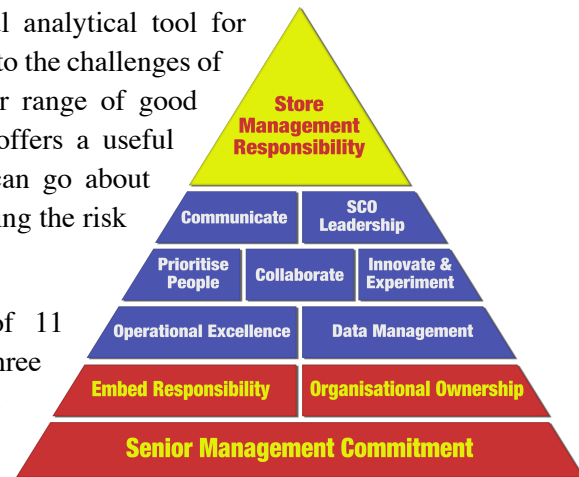 al analytical tool for
to the challenges of
r range of good
offers a useful
can go about
ing the risk
of 11
hree
Store
Management
Responsibility
Communicate
SCO
Leadership
Prioritise
People
Collaborate
Innovate &
Experiment
Operational Excellence
Data Management
Embed Responsibility
Organisational Ownership
Senior Management Commitment